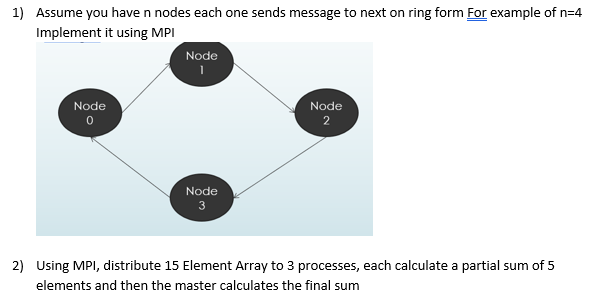 1) Assume you have n nodes each one sends message to next on ring form For example of n=4
Implement it using MPI
Node
1
Node
0
Node
2
Node
3
2) Using MPI, distribute 15 Element Array to 3 processes, each calculate a partial sum of 5
elements and then the master calculates the final sum